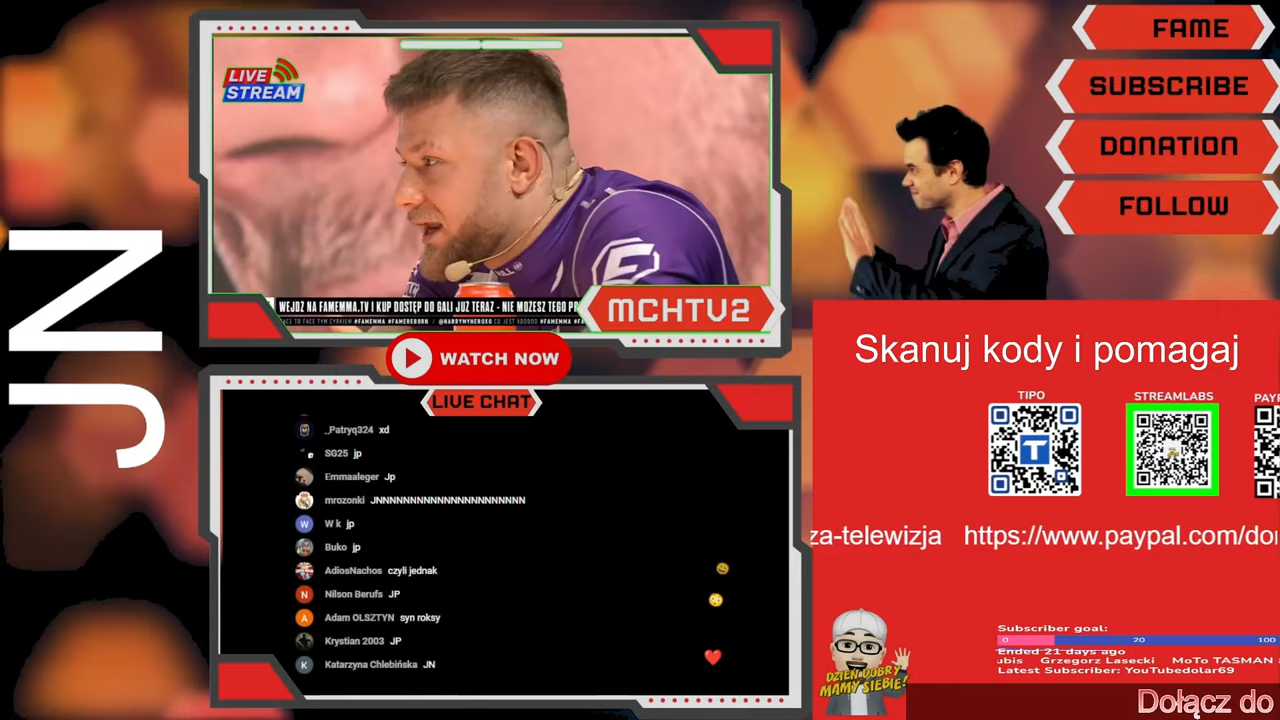 FAME
SUBSCRIBE
DONATION
FOLLOW
LIVE
STREAM
WEJDŹ NA FAMEMMA.TV I KUP DOSTĘP DO GALI JUŻ TERAZ - NIE MOŻESZ TEGO
MCHTV2
WATCH NOW
JN
LIVE CHAT
_Patryq324 xd
SG25 jp
Emmaaleger Jp
mrozonki JNNNNNNNNNNNNNNNNNNNNNNN
W k jp
Buko jp
AdiosNachos czyli jednak
Nilson Berufs JP
Adam OLSZTYN syn roksy
Krystian 2003 JP
Katarzyna Chlebińska JN
Skanuj kody i pomagaj
TIPO
STREAMLABS
PAYP
za-telewizja https://www.paypal.com/do
DZIEŃ DOBRY
MAMY SIEBIE!
Subscriber goal:
0 20 100
Ended 21 days ago
ubis Grzegorz Lasecki MoTo TASMAN
Latest Subscriber: YouTubedolar69
Dołącz do